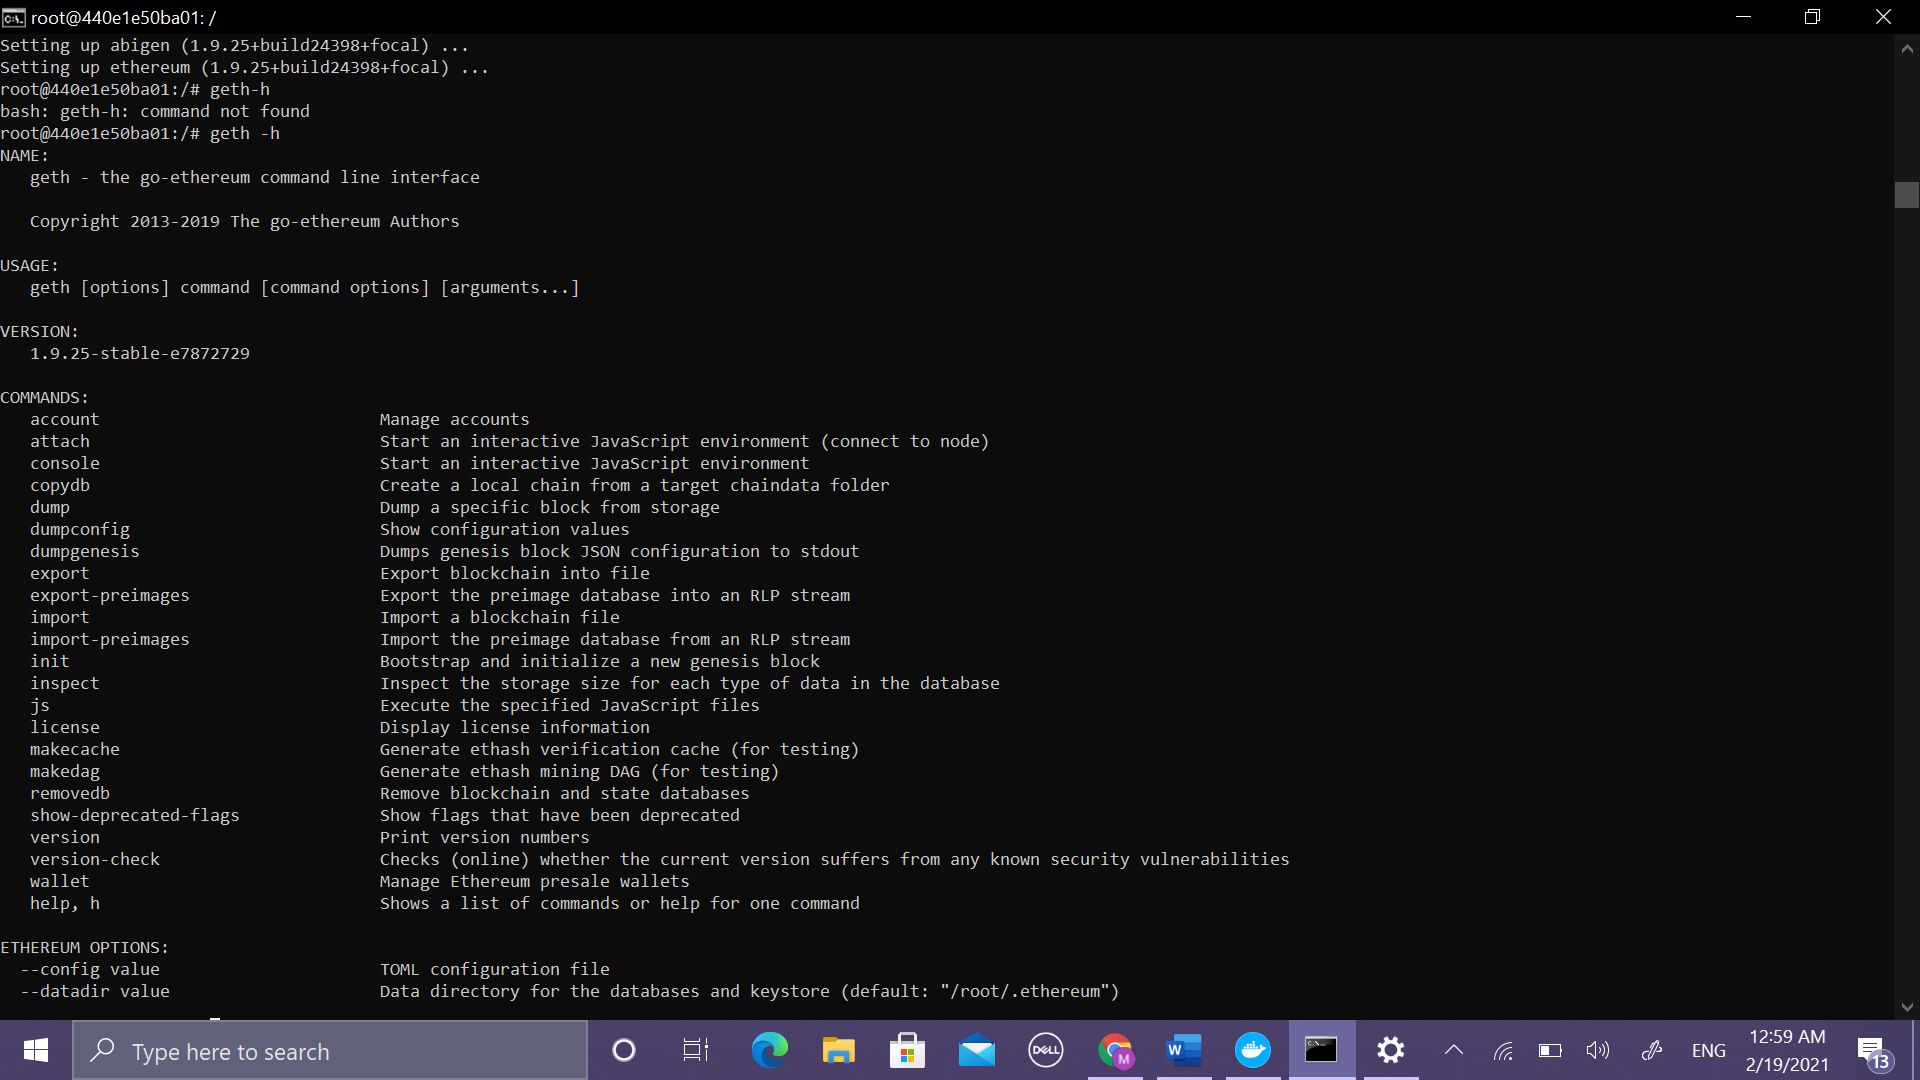 root@440e1e50ba01: /
Setting up abigen (1.9.25+build24398+focal) ...
Setting up ethereum (1.9.25+build24398+focal) ...
root@440e1e50ba01:/# geth-h
bash: geth-h: command not found
root@440e1e50ba01:/# geth -h
NAME:
geth - the go-ethereum command line interface
Copyright 2013-2019 The go-ethereum Authors
USAGE:
geth [options] command [command options] [arguments...]
VERSION:
1.9.25-stable-e7872729
COMMANDS:
account Manage accounts
attach Start an interactive JavaScript environment (connect to node)
console Start an interactive JavaScript environment
copydb Create a local chain from a target chaindata folder
dump Dump a specific block from storage
dumpconfig Show configuration values
dumpgenesis Dumps genesis block JSON configuration to stdout
export Export blockchain into file
export-preimages Export the preimage database into an RLP stream
import Import a blockchain file
import-preimages Import the preimage database from an RLP stream
init Bootstrap and initialize a new genesis block
inspect Inspect the storage size for each type of data in the database
js Execute the specified JavaScript files
license Display license information
makecache Generate ethash verification cache (for testing)
makedag Generate ethash mining DAG (for testing)
removedb Remove blockchain and state databases
show-deprecated-flags Show flags that have been deprecated
version Print version numbers
version-check Checks (online) whether the current version suffers from any known security vulnerabilities
wallet Manage Ethereum presale wallets
help, h Shows a list of commands or help for one command
ETHEREUM OPTIONS:
--config value TOML configuration file
--datadir value Data directory for the databases and keystore (default: "/root/.ethereum")
Type here to search
DELL
M
W
ENG
12:59 AM
2/19/2021
13